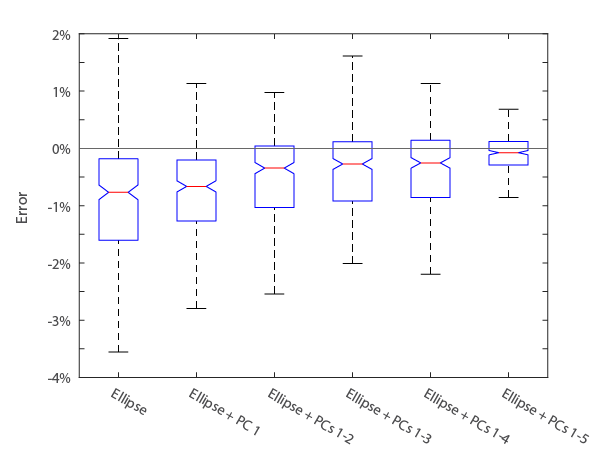 2%
1%
0%
-1%
-2%
-3%
-4%
Error
Ellipse
Ellipse + PC 1
Ellipse + PCs 1-2
Ellipse + PCs 1-3
Ellipse + PCs 1-4
Ellipse + PCs 1-5